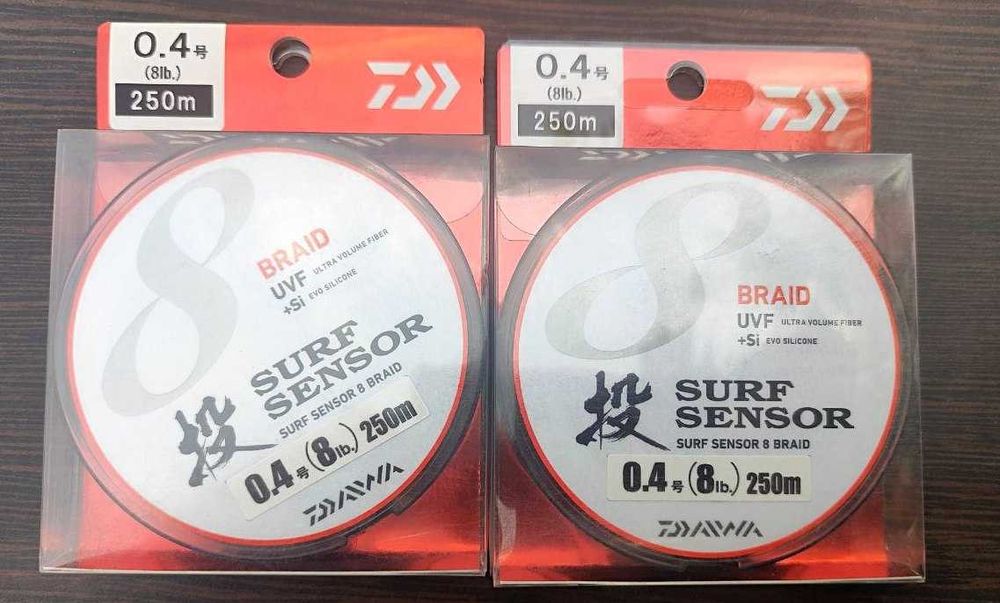 0.4号
(8lb.)
250m
8
BRAID
UVF ULTRA VOLUME FIBER
+Si EVO SILICONE
投
SURF
SENSOR
SURF SENSOR 8 BRAID
0.4号(8lb.) 250m
DAIWA
0.4号
(8lb.)
250m
8
BRAID
UVF ULTRA VOLUME FIBER
+Si EVO SILICONE
投
SURF
SENSOR
SURF SENSOR 8 BRAID
0.4号(8lb.) 250m
DAIWA